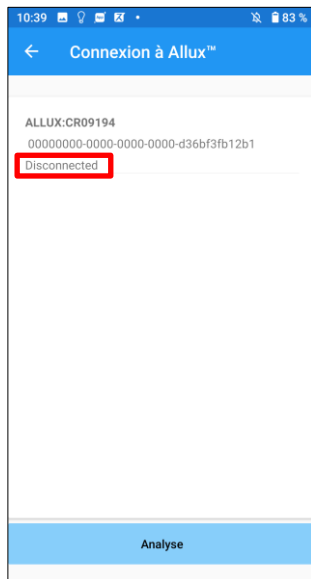 10:39 83 %
Connexion à Allux™
ALLUX:CR09194
00000000-0000-0000-0000-d36bf3fb12b1
Disconnected
Analyse